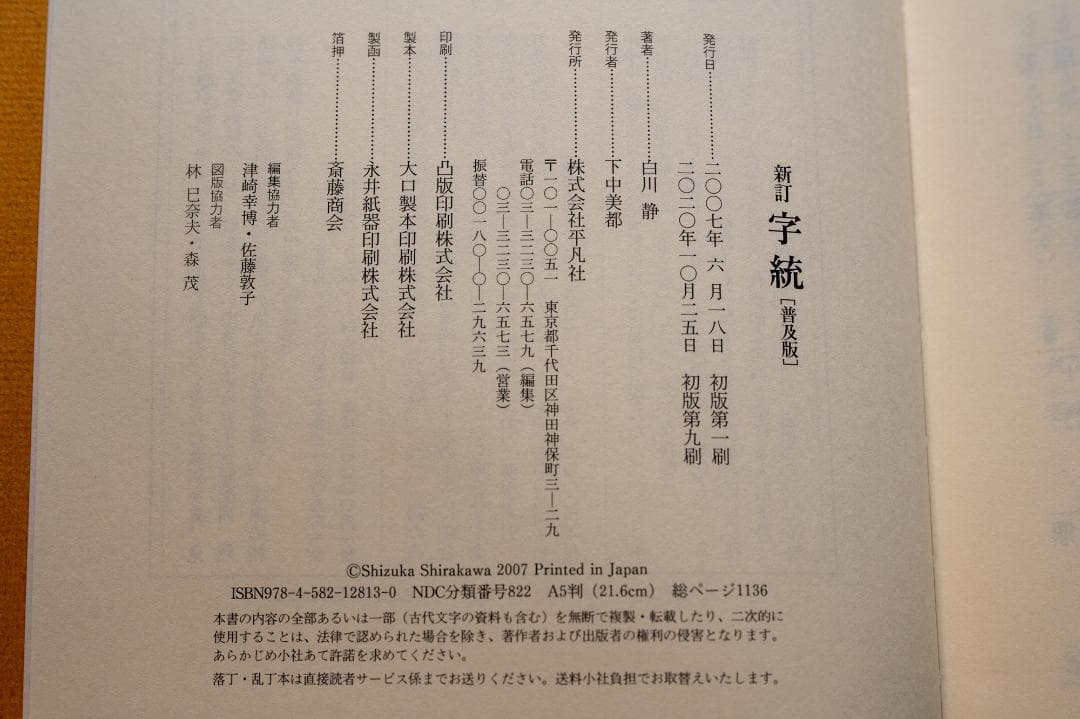 新訂 字統 [普及版]
発行日………………二〇〇七年 六 月一八日 初版第一刷
二〇二〇年一〇月二五日 初版第九刷
著者…………………白川 静
発行者………………下中美都
発行所………………株式会社平凡社
〒一〇一―〇〇五一 東京都千代田区神田神保町三―二九
電話〇三―三二三〇―六五七九(編集)
〇三―三二三〇―六五七三(営業)
振替〇〇一八〇―〇―二九六三九
印刷…………………凸版印刷株式会社
製本…………………大口製本印刷株式会社
製函…………………永井紙器印刷株式会社
箔押…………………斎藤商会
編集協力者
津崎幸博・佐藤敦子
図版協力者
林 巳奈夫・森 茂
©Shizuka Shirakawa 2007 Printed in Japan
ISBN978-4-582-12813-0 NDC分類番号822 A5判(21.6cm) 総ページ1136
本書の内容の全部あるいは一部(古代文字の資料も含む)を無断で複製・転載したり、二次的に
使用することは、法律で認められた場合を除き、著作者および出版者の権利の侵害となります。
あらかじめ小社あて許諾を求めてください。
落丁・乱丁本は直接読者サービス係までお送りください。送料小社負担でお取替えいたします。